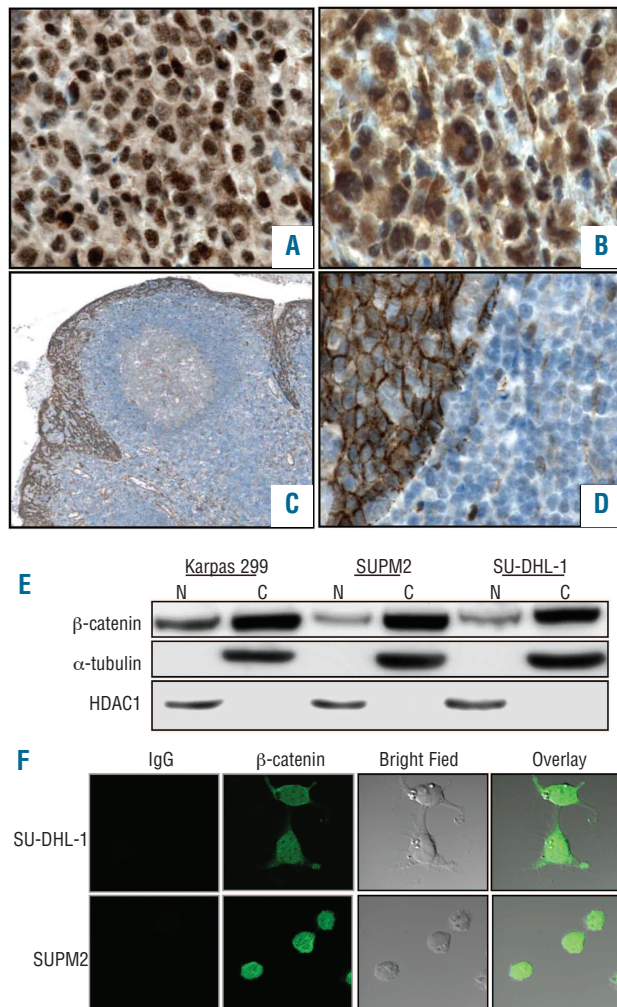 A
B
C
D
E
Karpas 299 SUPM2 SU-DHL-1
N C N C N C
β-catenin
α-tubulin
HDAC1
F
IgG β-catenin Bright Fied Overlay
SU-DHL-1
SUPM2